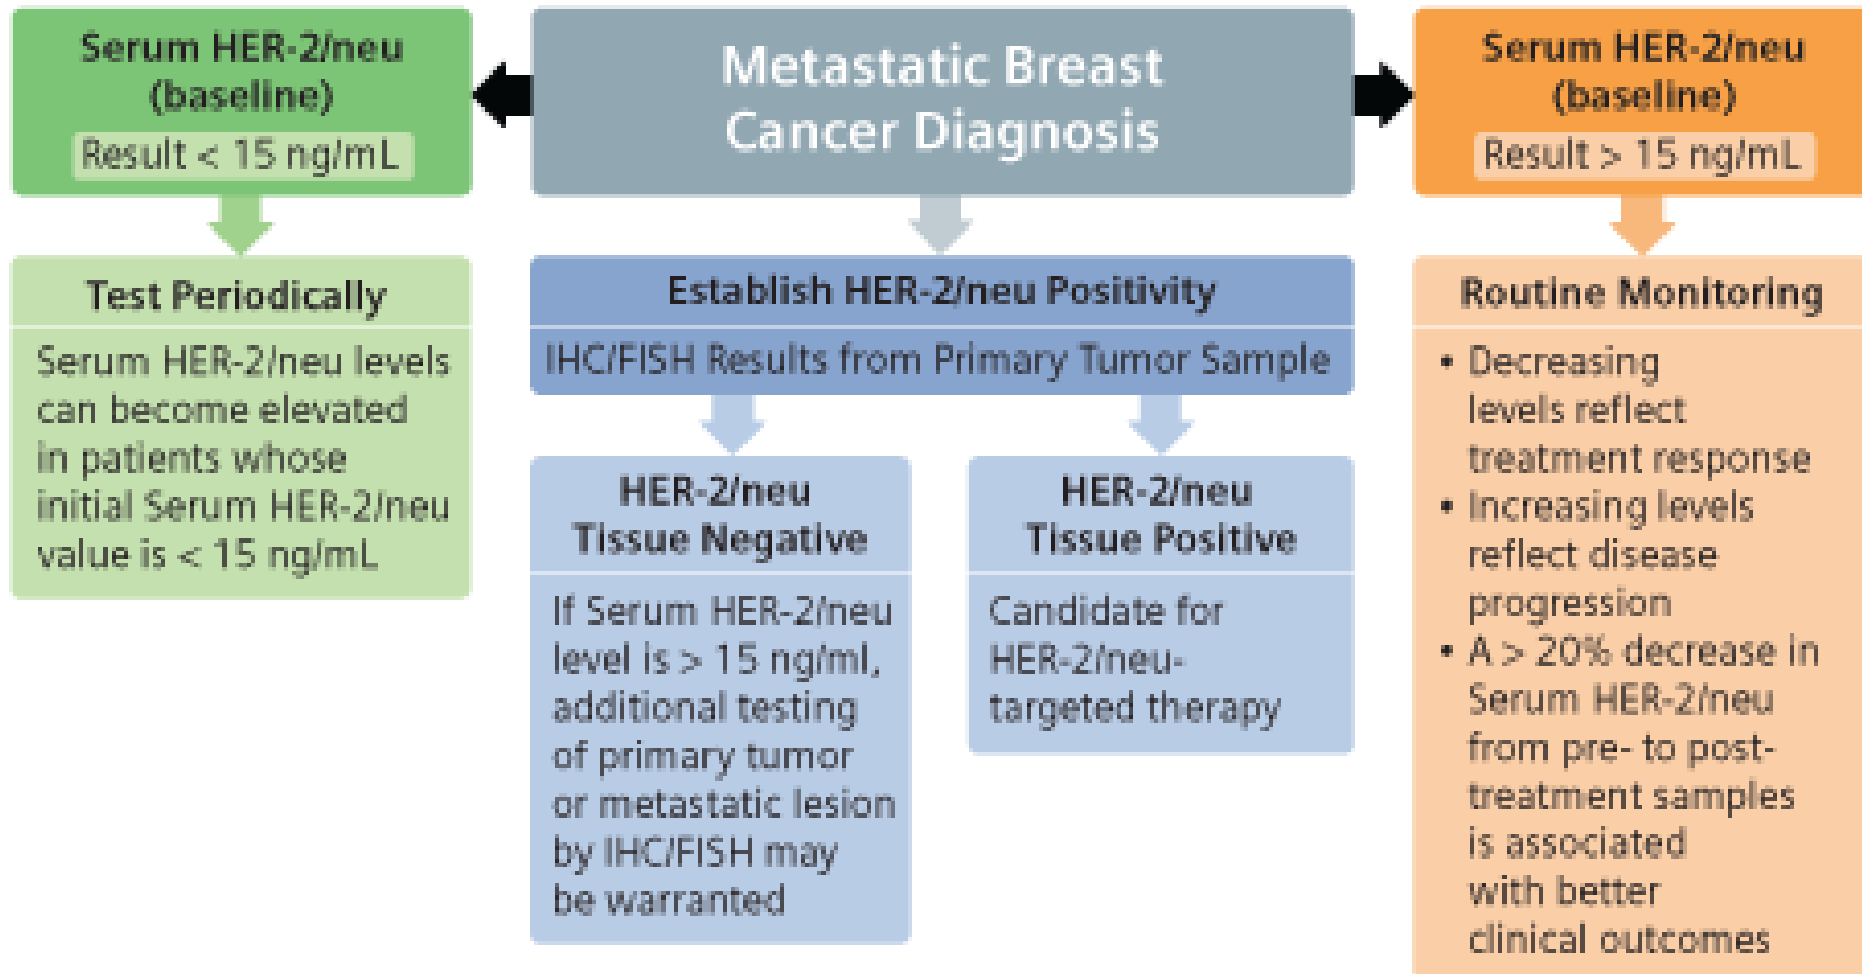 Serum HER-2/neu
(baseline)
Result < 15 ng/mL
Test Periodically
Serum HER-2/neu levels
can become elevated
in patients whose
initial Serum HER-2/neu
value is < 15 ng/mL
Metastatic Breast
Cancer Diagnosis
Establish HER-2/neu Positivity
IHC/FISH Results from Primary Tumor Sample
HER-2/neu
Tissue Negative
If Serum HER-2/neu
level is > 15 ng/ml,
additional testing
of primary tumor
or metastatic lesion
by IHC/FISH may
be warranted
HER-2/neu
Tissue Positive
Candidate for
HER-2/neu-
targeted therapy
Serum HER-2/neu
(baseline)
Result > 15 ng/mL
Routine Monitoring
• Decreasing
levels reflect
treatment response
• Increasing levels
reflect disease
progression
• A > 20% decrease in
Serum HER-2/neu
from pre- to post-
treatment samples
is associated
with better
clinical outcomes